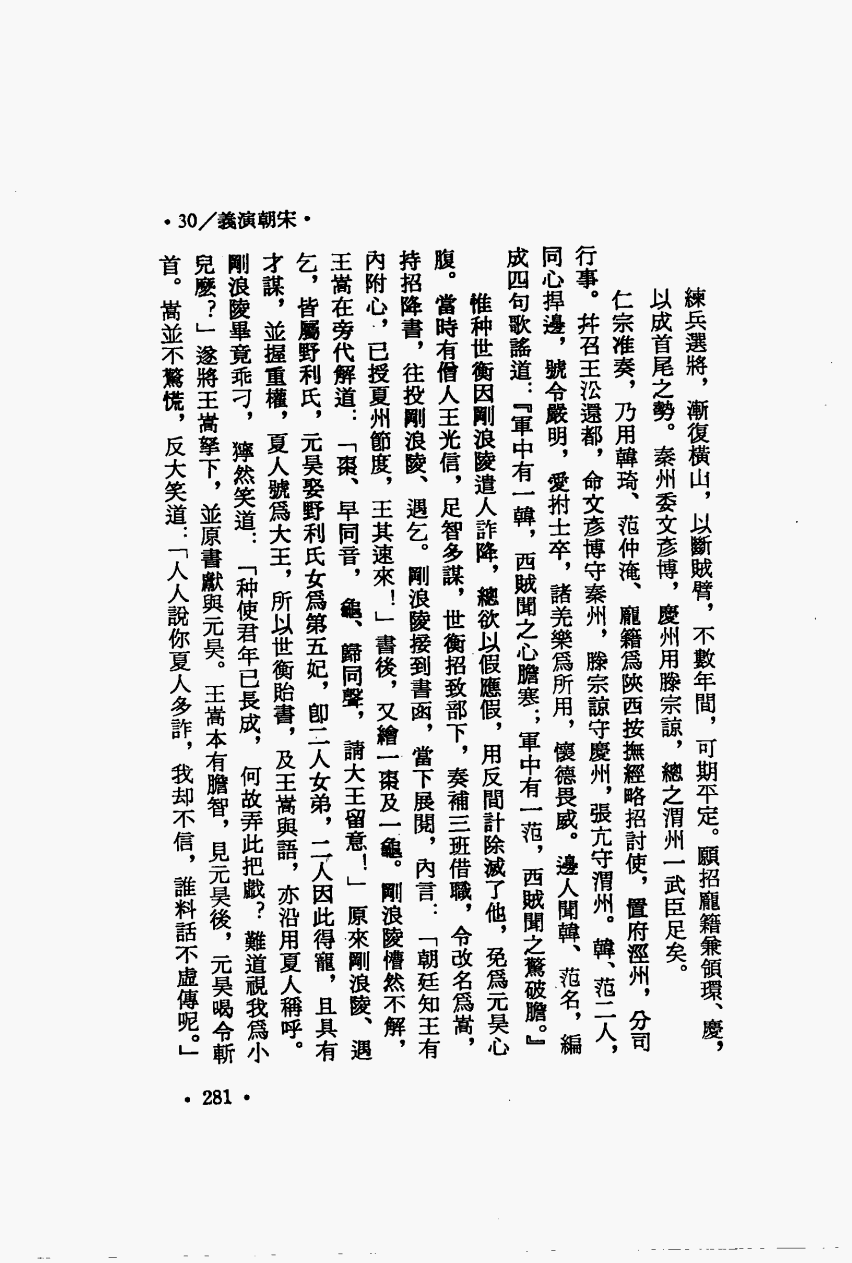 •30／義演朝宋•
練兵選將，漸復橫山，以斷賊臂，不數年間，可期平定。願招龐籍兼領環、慶，
以成首尾之勢。秦州委文彥博，慶州用滕宗諒，總之渭州一武臣足矣。
仁宗准奏，乃用韓琦、范仲淹、龐籍爲陝西按撫經略招討使，置府涇州，分司
行事。幷召王㳂還都，命文彥博守秦州，滕宗諒守慶州，張亢守渭州。韓、范二人，
同心捍邊，號令嚴明，愛拊士卒，諸羌樂爲所用，懷德畏威。邊人聞韓、范名，編
成四句歌謠道：『軍中有一韓，西賊聞之心膽寒；軍中有一范，西賊聞之驚破膽。』
惟种世衡因剛浪陵遣人詐降，總欲以假應假，用反間計除滅了他，免爲元昊心
腹。當時有僧人王光信，足智多謀，世衡招致部下，奏補三班借職，令改名爲嵩，
持招降書，往投剛浪陵、遇乞。剛浪陵接到書函，當下展閱，內言：「朝廷知王有
內附心，已授夏州節度，王其速來！」書後，又繪一棗及一龜。剛浪陵懵然不解，
王嵩在旁代解道：「棗、早同音，龜、歸同聲，請大王留意！」原來剛浪陵、遇
乞，皆屬野利氏，元昊娶野利氏女爲第五妃，卽二人女弟，二人因此得寵，且具有
才謀，並握重權，夏人號爲大王，所以世衡貽書，及王嵩與語，亦沿用夏人稱呼。
剛浪陵畢竟乖刁，獰然笑道：「种使君年已長成，何故弄此把戲？難道視我爲小
兒麽？」遂將王嵩拏下，並原書獻與元昊。王嵩本有膽智，見元昊後，元昊喝令斬
首。嵩並不驚慌，反大笑道：「人人說你夏人多詐，我却不信，誰料話不虛傳呢。」
•281•